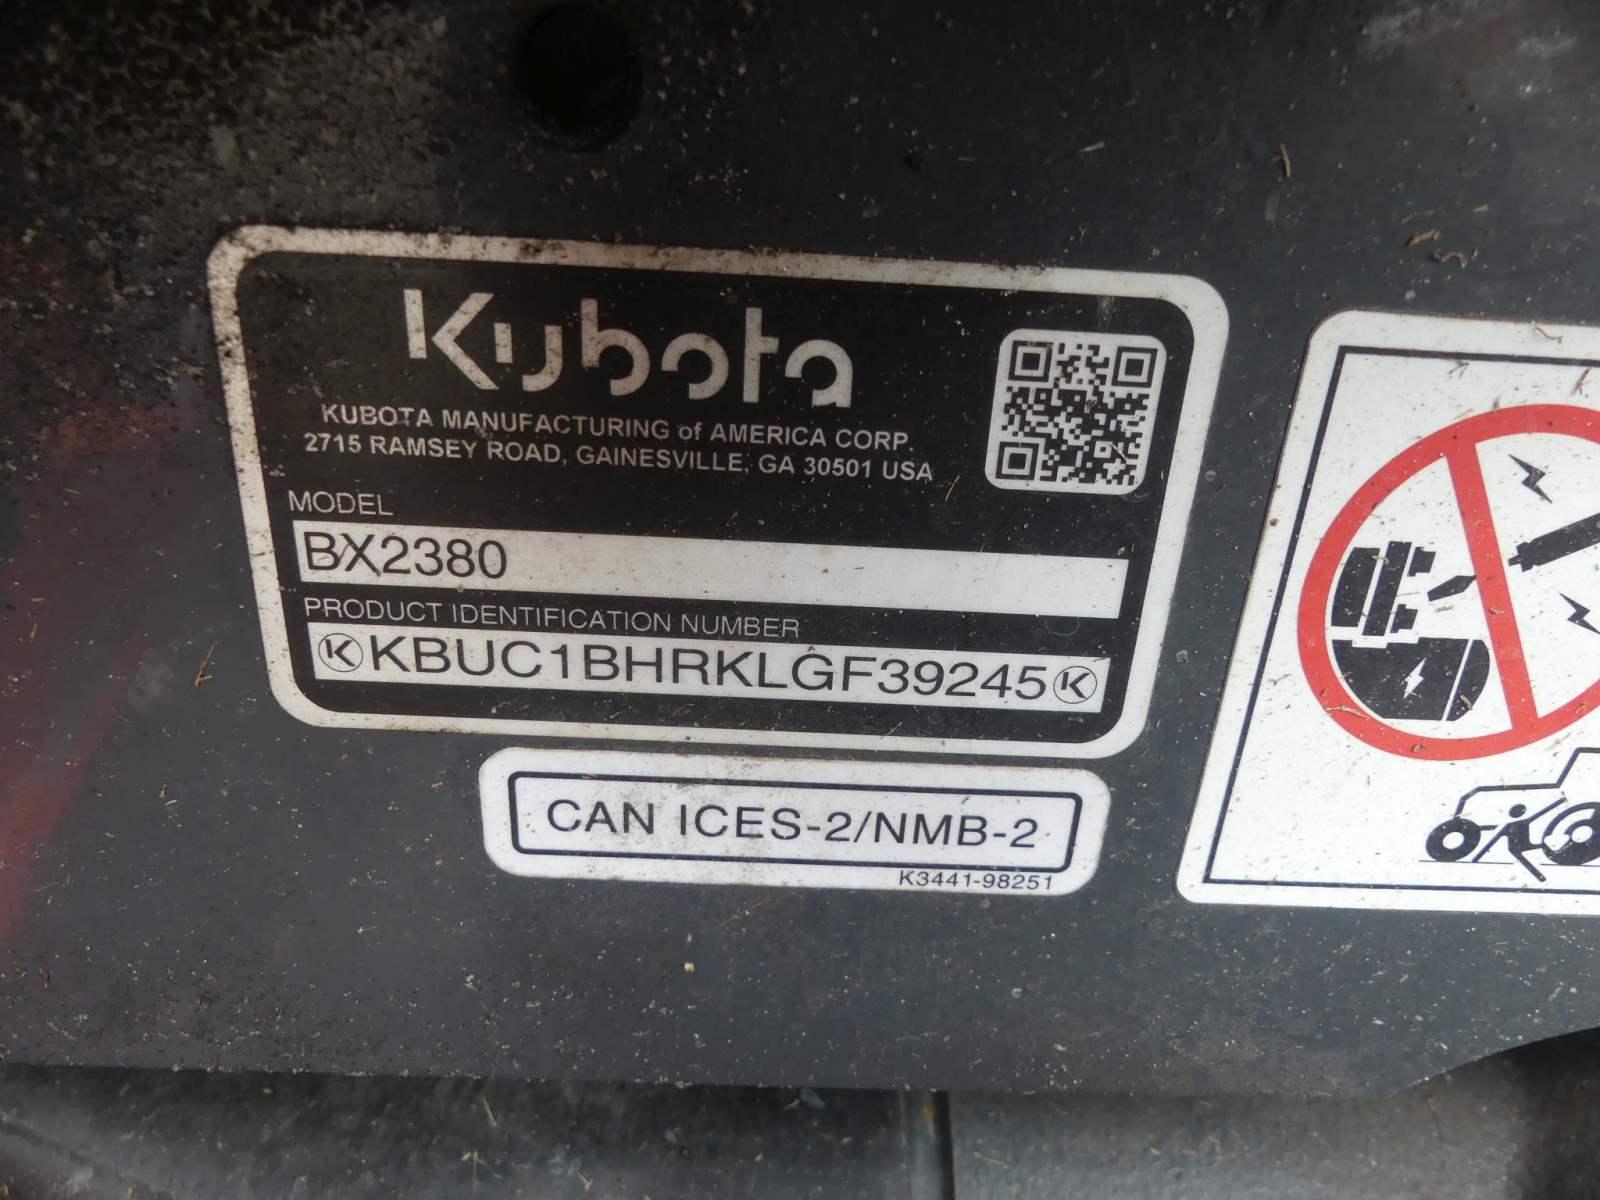 Kubota
KUBOTA MANUFACTURING of AMERICA CORP.
2715 RAMSEY ROAD, GAINESVILLE, GA 30501 USA
MODEL
BX2380
PRODUCT IDENTIFICATION NUMBER
KBUC1BHRKLGF39245
CAN ICES-2/NMB-2
K3441-98251